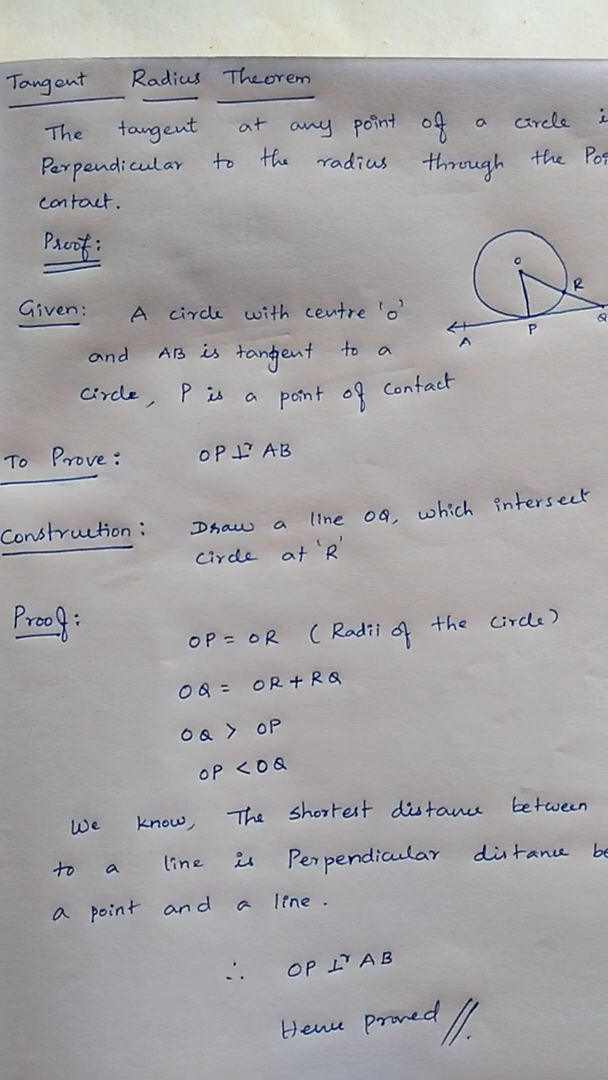 Tangent Radius Theorem
The tangent at any point of a circle i
Perpendicular to the radius through the Poi
contact.
Proof:
Given: A circle with centre 'o'
and AB is tangent to a
circle, P is a point of contact
O
R
A
P
Q
To Prove: OP ⊥r AB
Construction: Draw a line OQ, which intersect
circle at 'R'
Proof:
OP = OR ( Radii of the circle)
OQ = OR + RQ
OQ > OP
OP < OQ
We know, The shortest distance between
to a line is Perpendicular distance be
a point and a line.
∴ OP ⊥r AB
Hence proved //.